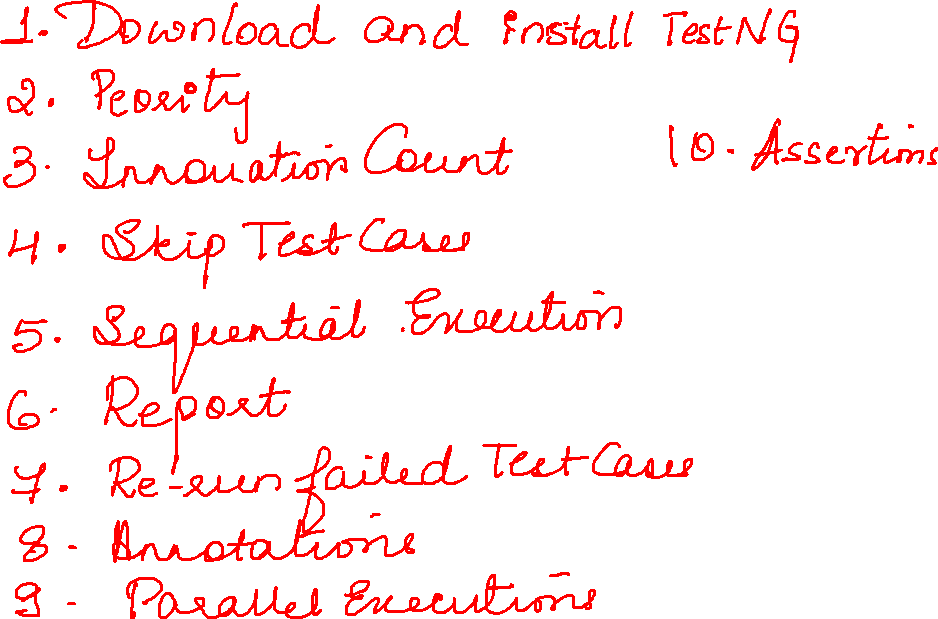 1. Download and install TestNG
2. Peority
3. Innovation Count
4. Skip Test Cases
5. Sequential Execution
6. Report
7. Re-run failed Test Cases
8. Annotations
9. Parallel Executions
10. Assertions